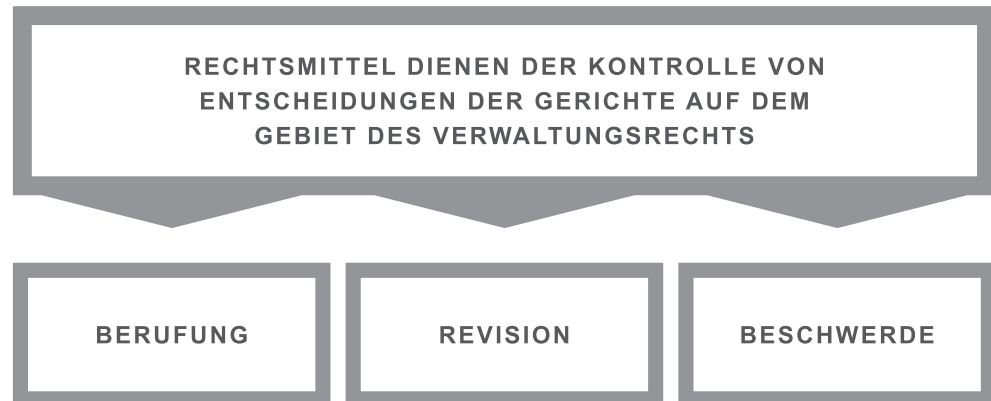 RECHTSMITTEL DIENEN DER KONTROLLE VON
ENTSCHEIDUNGEN DER GERICHTE AUF DEM
GEBIET DES VERWALTUNGSRECHTS
BERUFUNG
REVISION
BESCHWERDE